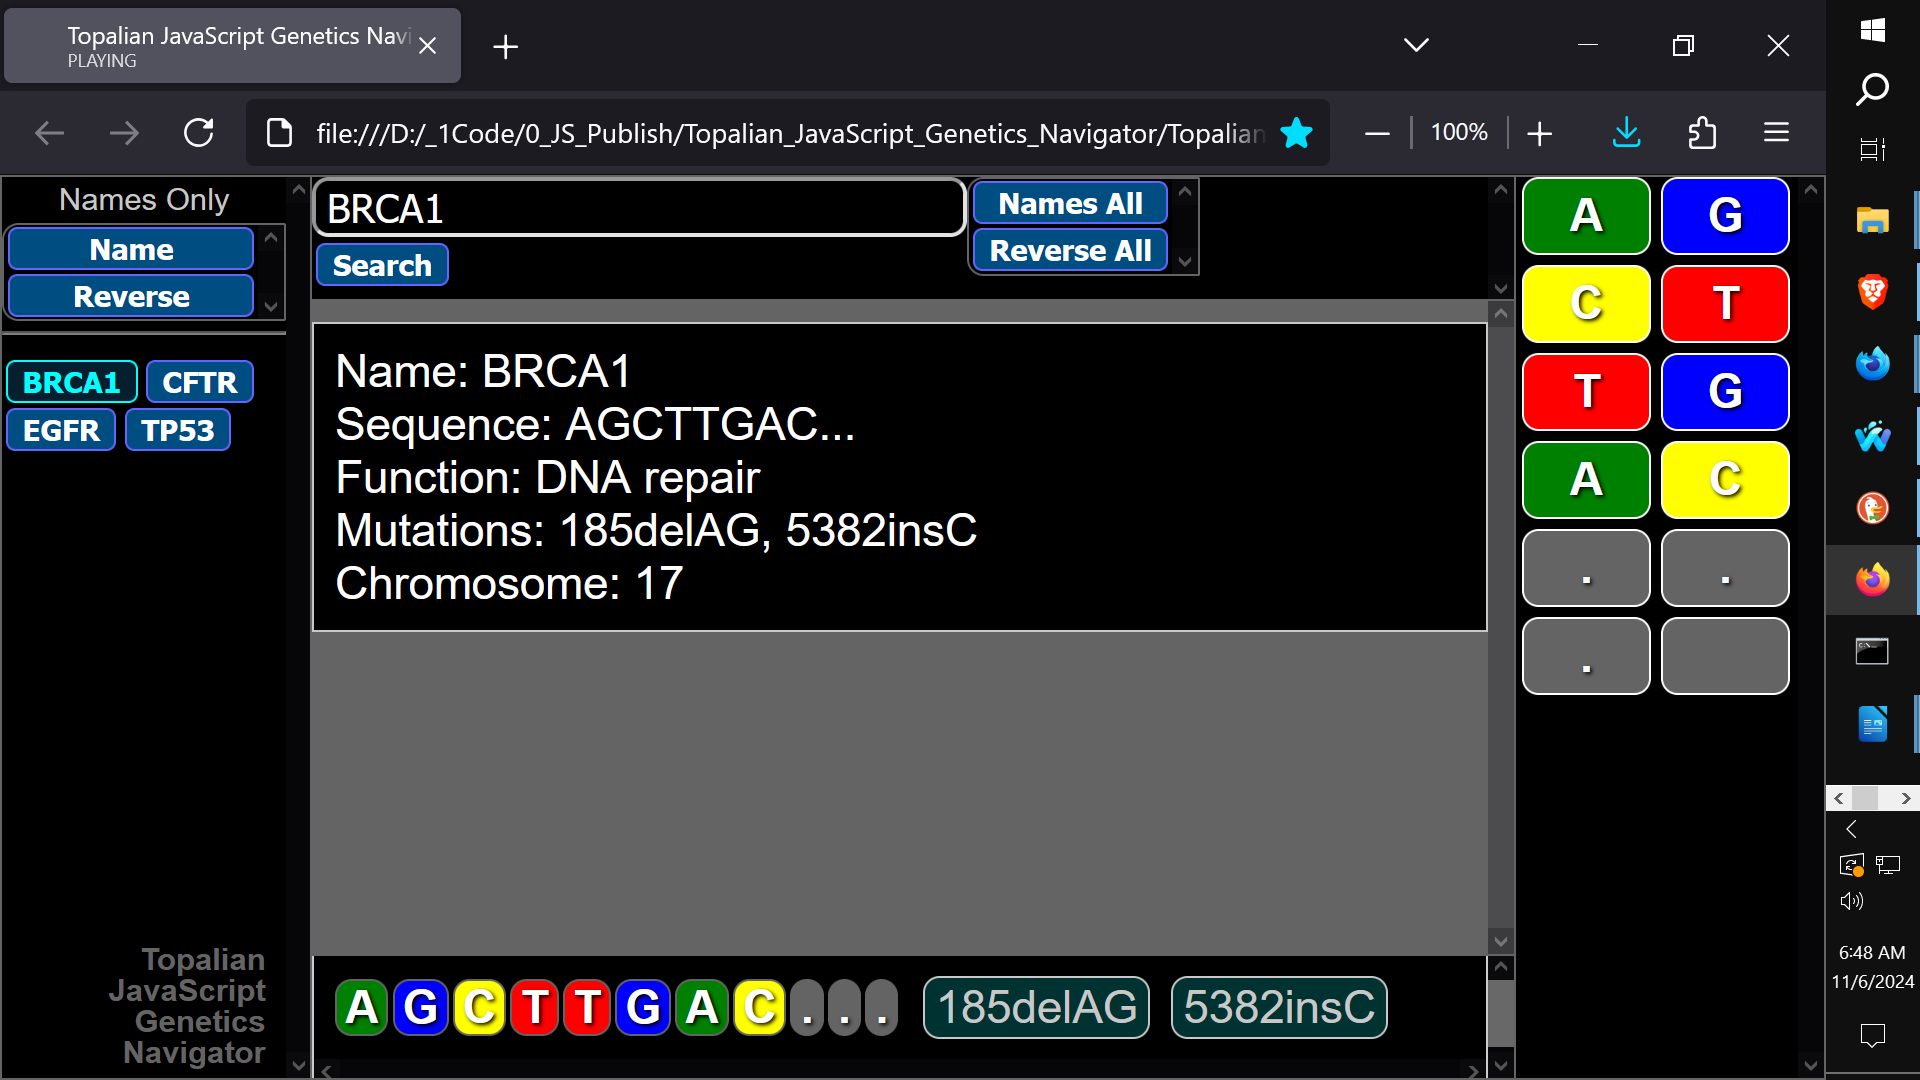 Topalian JavaScript Genetics Navi
PLAYING
file:///D:/_1Code/0_JS_Publish/Topalian_JavaScript_Genetics_Navigator/Topalian
100%
Names Only
Name
Reverse
BRCA1
Search
Names All
Reverse All
BRCA1 CFTR
EGFR TP53
Name: BRCA1
Sequence: AGCTTGAC...
Function: DNA repair
Mutations: 185delAG, 5382insC
Chromosome: 17
A G
C T
T G
A C
. .
.
Topalian
JavaScript
Genetics
Navigator
A G C T T G A C . . . 185delAG 5382insC
6:48 AM
11/6/2024